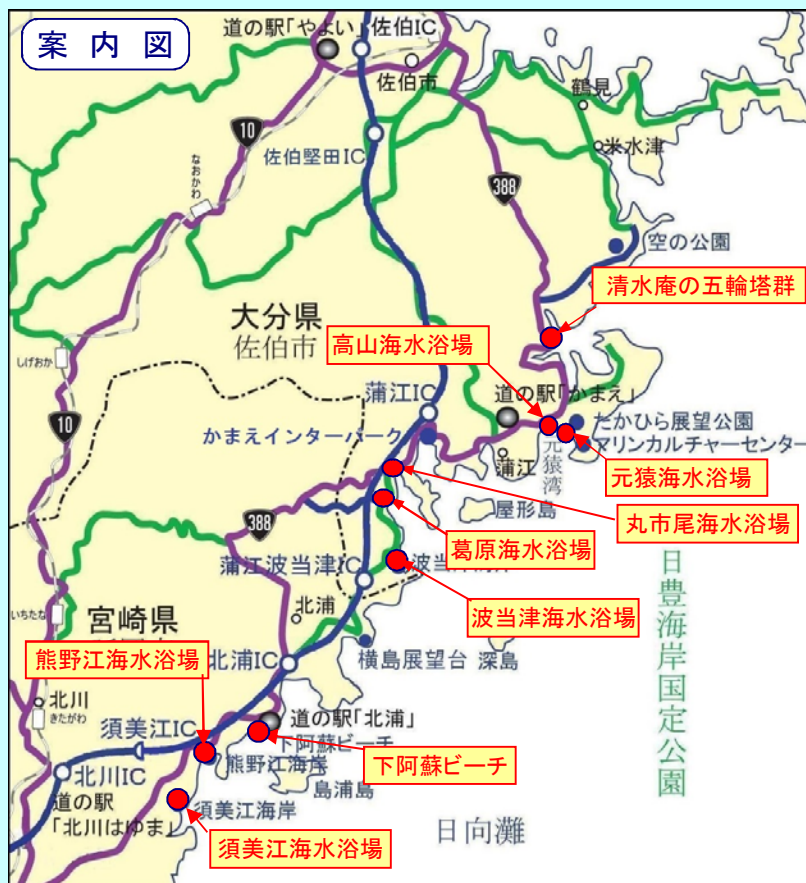 案内図
道の駅「やよい」
佐伯IC
佐伯市
鶴見
10
米水津
佐伯堅田IC
なおかわ
388
空の公園
清水庵の五輪塔群
大分県
佐伯市
高山海水浴場
しげおか
蒲江IC
道の駅「かまえ」
たかひら展望公園
10
かまえインターパーク
マリンカルチャーセンター
蒲江
元猿湾
元猿海水浴場
屋形島
丸市尾海水浴場
388
葛原海水浴場
蒲江波当津IC
波当津
波当津海水浴場
いちたな
北浦
宮崎県
日豊海岸国定公園
熊野江海水浴場
北浦IC
横島展望台
深島
北川
きたがわ
須美江IC
道の駅「北浦」
下阿蘇ビーチ
熊野江海岸
下阿蘇ビーチ
北川IC
島浦島
道の駅
「北川はゆま」
須美江海岸
日向灘
須美江海水浴場